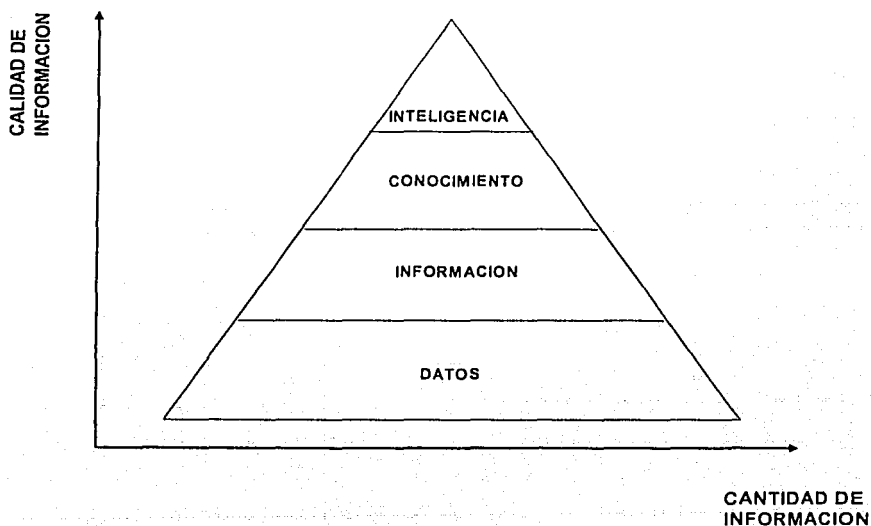 CALIDAD DE
INFORMACION
INTELIGENCIA
CONOCIMIENTO
INFORMACION
DATOS
CANTIDAD DE
INFORMACION